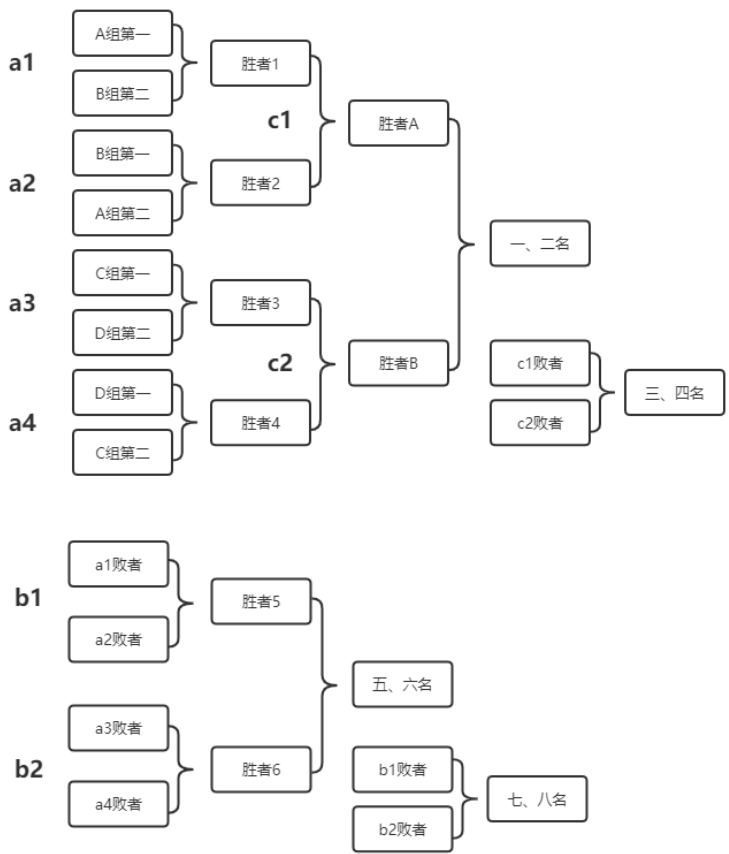 A组第一
a1
胜者1
B组第二
c1
胜者A
B组第一
a2
胜者2
A组第二
一、二名
C组第一
a3
胜者3
D组第二
c2
胜者B
c1败者
D组第一
三、四名
a4
胜者4
c2败者
C组第二
a1败者
b1
胜者5
a2败者
五、六名
a3败者
b2
胜者6
b1败者
a4败者
七、八名
b2败者